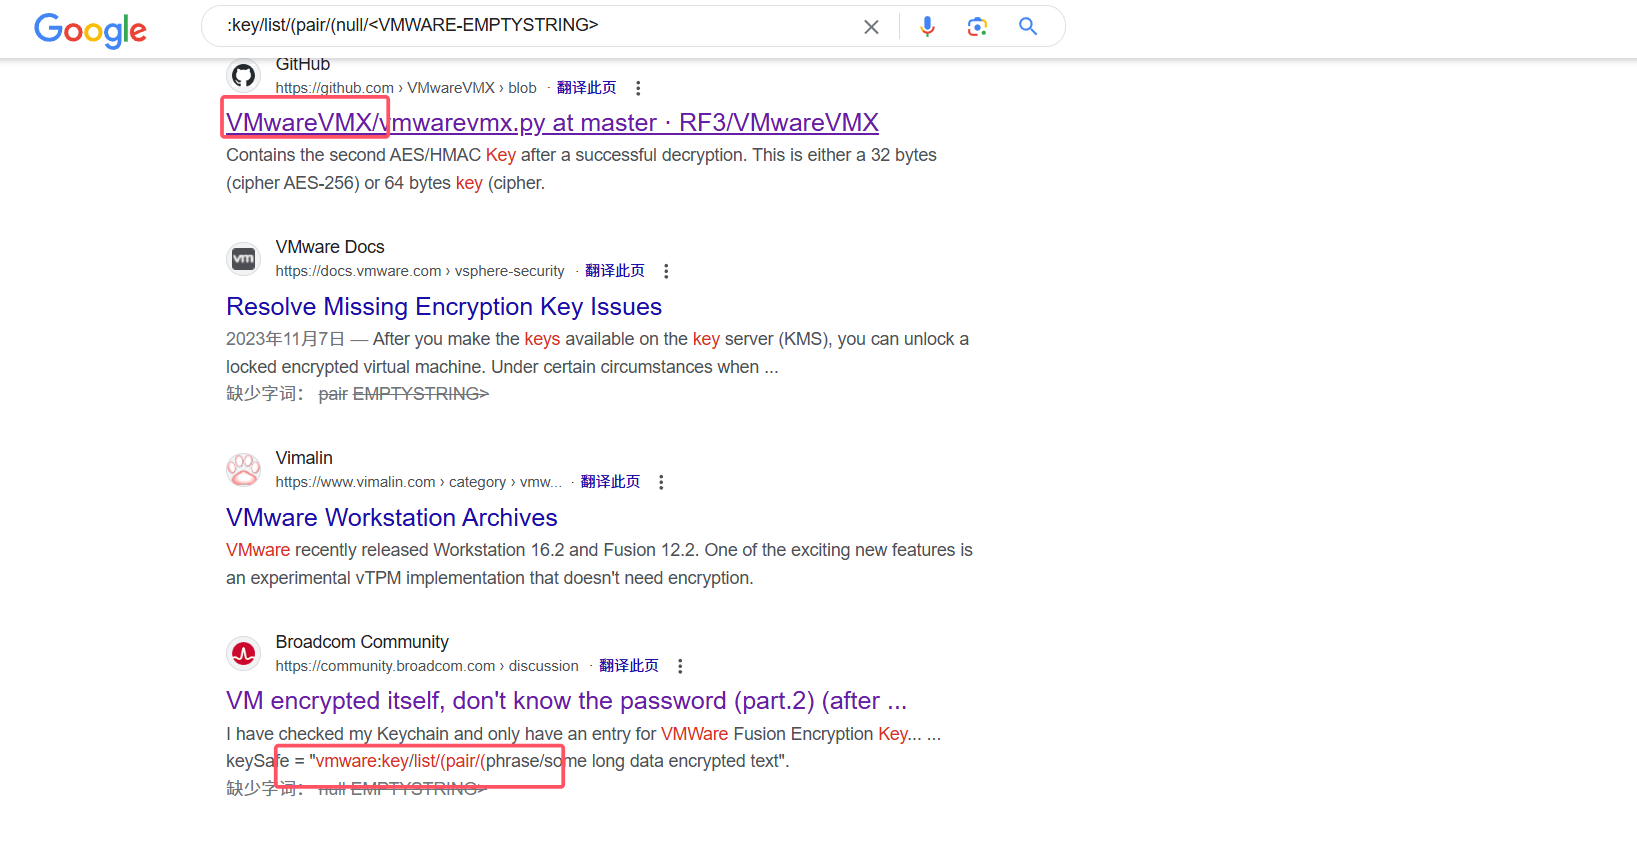 Google
:key/list/(pair/(null/<VMWARE-EMPTYSTRING>
GitHub
https://github.com › VMwareVMX › blob · 翻译此页
VMwareVMX/vmwarevmx.py at master · RF3/VMwareVMX
Contains the second AES/HMAC Key after a successful decryption. This is either a 32 bytes
(cipher AES-256) or 64 bytes key (cipher.
vm
VMware Docs
https://docs.vmware.com › vsphere-security · 翻译此页
Resolve Missing Encryption Key Issues
2023年11月7日 — After you make the keys available on the key server (KMS), you can unlock a
locked encrypted virtual machine. Under certain circumstances when ...
缺少字词： pair EMPTYSTRING>
Vimalin
https://www.vimalin.com › category › vmw... · 翻译此页
VMware Workstation Archives
VMware recently released Workstation 16.2 and Fusion 12.2. One of the exciting new features is
an experimental vTPM implementation that doesn't need encryption.
Broadcom Community
https://community.broadcom.com › discussion · 翻译此页
VM encrypted itself, don't know the password (part.2) (after ...
I have checked my Keychain and only have an entry for VMWare Fusion Encryption Key... ...
keySafe = "vmware:key/list/(pair/(phrase/some long data encrypted text".
缺少字词： null EMPTYSTRING>